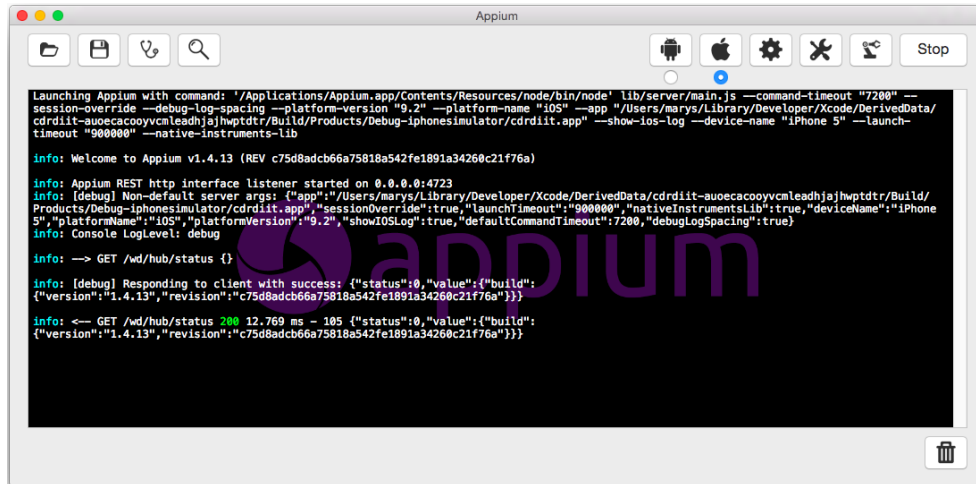 Appium
Stop
Launching Appium with command: '/Applications/Appium.app/Contents/Resources/node/bin/node' lib/server/main.js --command-timeout "7200" --
session-override --debug-log-spacing --platform-version "9.2" --platform-name "iOS" --app "/Users/marys/Library/Developer/Xcode/DerivedData/
cdrdiit-auoecacooyvcmleadhjajhwptdtr/Build/Products/Debug-iphonesimulator/cdrdiit.app" --show-ios-log --device-name "iPhone 5" --launch-
timeout "900000" --native-instruments-lib
info: Welcome to Appium v1.4.13 (REV c75d8adcb66a75818a542fe1891a34260c21f76a)
info: Appium REST http interface listener started on 0.0.0.0:4723
info: [debug] Non-default server args: {"app":"/Users/marys/Library/Developer/Xcode/DerivedData/cdrdiit-auoecacooyvcmleadhjajhwptdtr/Build/
Products/Debug-iphonesimulator/cdrdiit.app","sessionOverride":true,"launchTimeout":"900000","nativeInstrumentsLib":true,"deviceName":"iPhone
5","platformName":"iOS","platformVersion":"9.2","showIOSLog":true,"defaultCommandTimeout":7200,"debugLogSpacing":true}
info: Console LogLevel: debug
info: --> GET /wd/hub/status {}
appium
info: [debug] Responding to client with success: {"status":0,"value":{"build":
{"version":"1.4.13","revision":"c75d8adcb66a75818a542fe1891a34260c21f76a"}}}
info: <-- GET /wd/hub/status 200 12.769 ms - 105 {"status":0,"value":{"build":
{"version":"1.4.13","revision":"c75d8adcb66a75818a542fe1891a34260c21f76a"}}}